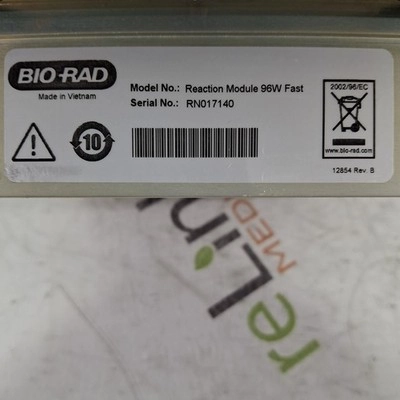 BIO-RAD
Made in Vietnam
Model No.: Reaction Module 96W Fast
Serial No.: RN017140
10
2002/96/EC
www.bio-rad.com
12854 Rev. B
reLink
MED